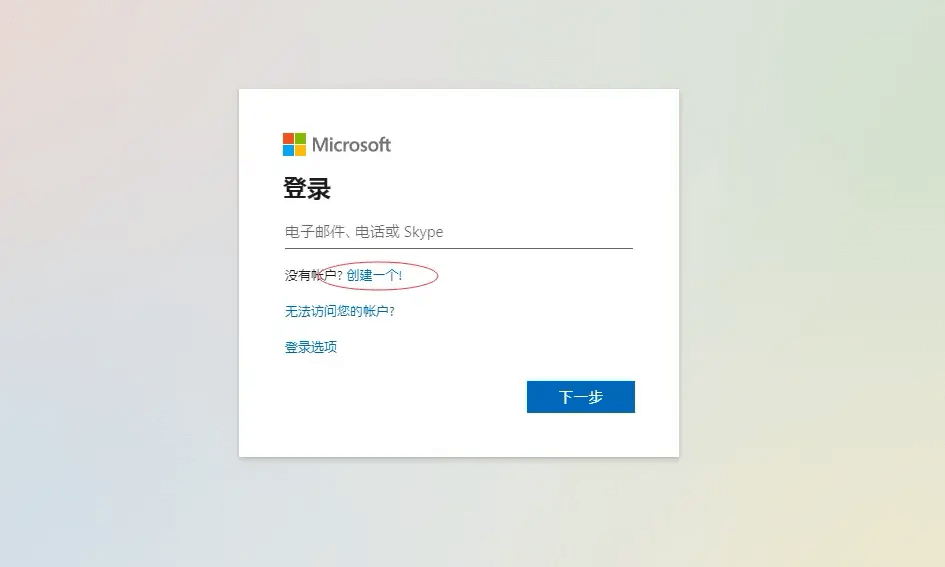 Microsoft
登录
电子邮件、电话或 Skype
没有帐户? 创建一个!
无法访问您的帐户?
登录选项
下一步